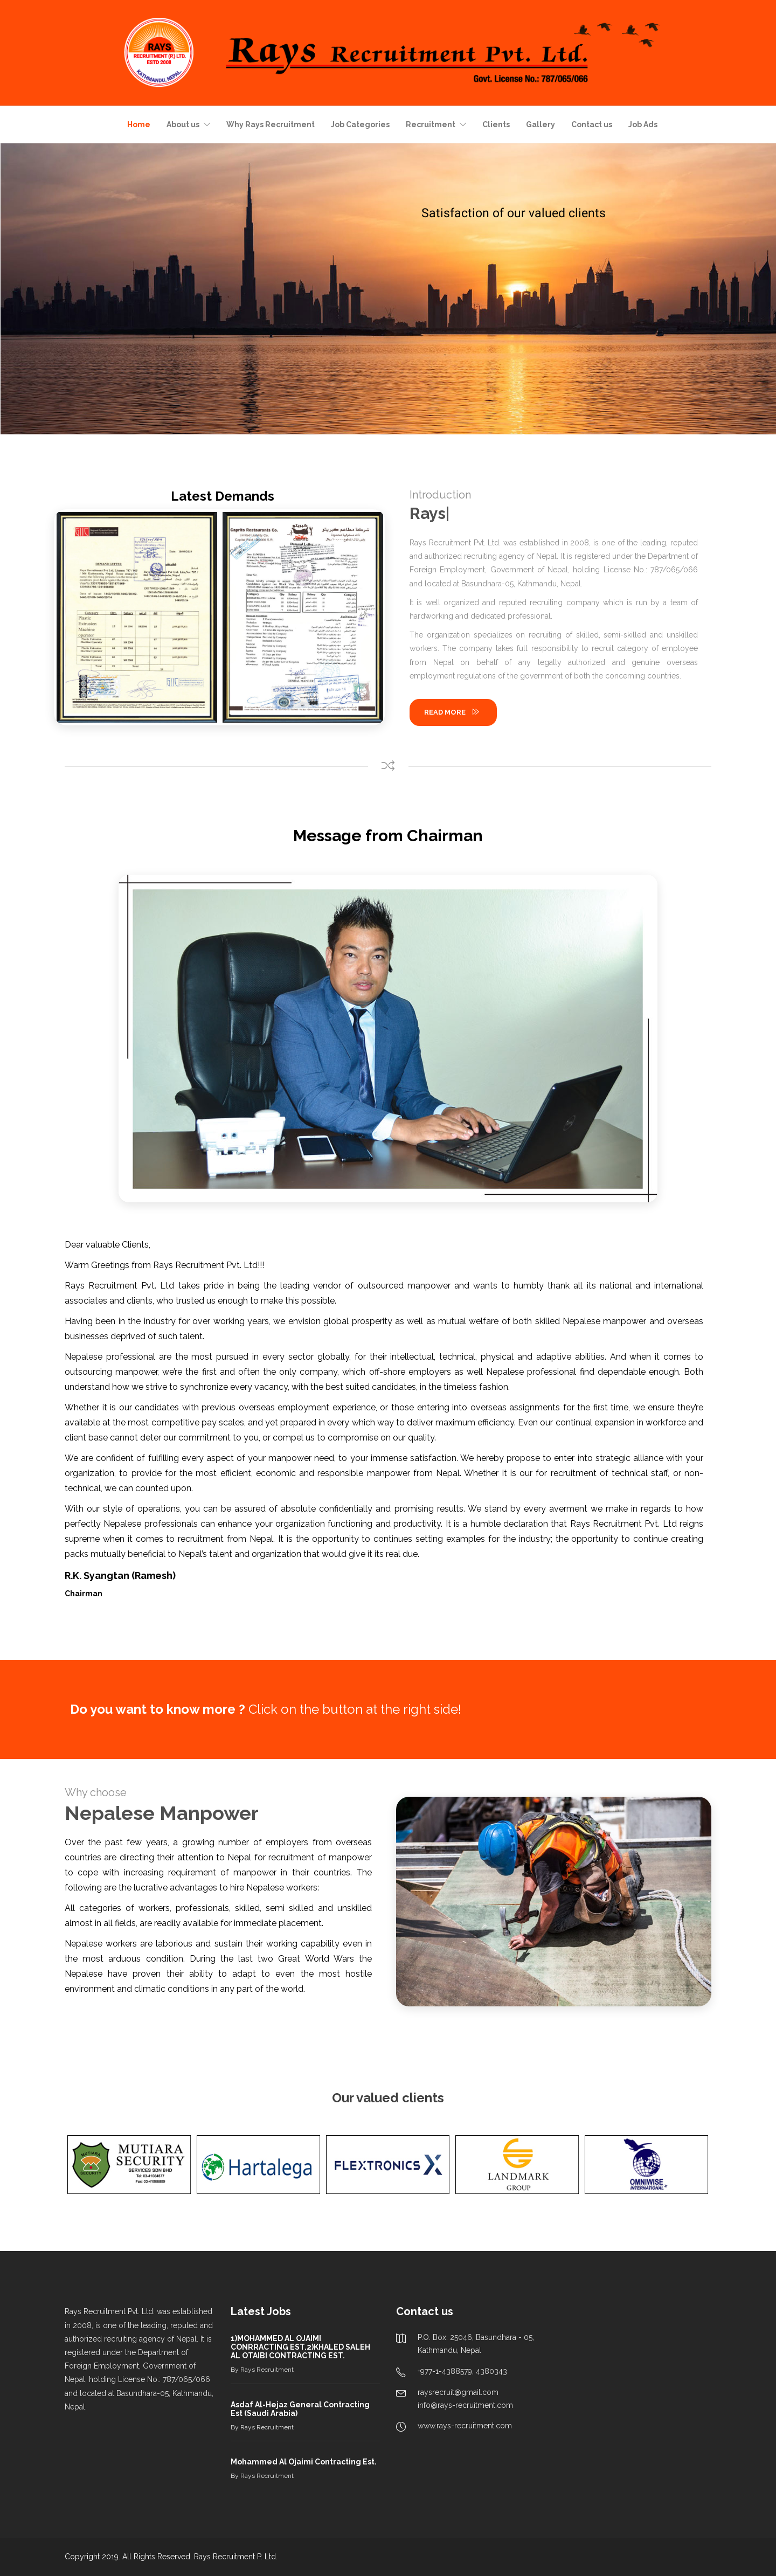 RAYS
RECRUITMENT (P.) LTD.
ESTD 2008
KATHMANDU, NEPAL
Rays Recruitment Pvt. Ltd.
Govt. License No.: 787/065/066
Home
About us
Why Rays Recruitment
Job Categories
Recruitment
Clients
Gallery
Contact us
Job Ads
Satisfaction of our valued clients
Latest Demands
Introduction
Rays|
Rays Recruitment Pvt. Ltd. was established in 2008, is one of the leading, reputed
and authorized recruiting agency of Nepal. It is registered under the Department of
Foreign Employment, Government of Nepal, holding License No.: 787/065/066
and located at Basundhara-05, Kathmandu, Nepal.
It is well organized and reputed recruiting company which is run by a team of
hardworking and dedicated professional.
The organization specializes on recruiting of skilled, semi-skilled and unskilled
workers. The company takes full responsibility to recruit category of employee
from Nepal on behalf of any legally authorized and genuine overseas
employment regulations of the government of both the concerning countries.
READ MORE
Message from Chairman
Dear valuable Clients,
Warm Greetings from Rays Recruitment Pvt. Ltd!!!
Rays Recruitment Pvt. Ltd takes pride in being the leading vendor of outsourced manpower and wants to humbly thank all its national and international
associates and clients, who trusted us enough to make this possible.
Having been in the industry for over working years, we envision global prosperity as well as mutual welfare of both skilled Nepalese manpower and overseas
businesses deprived of such talent.
Nepalese professional are the most pursued in every sector globally, for their intellectual, technical, physical and adaptive abilities. And when it comes to
outsourcing manpower, we're the first and often the only company, which off-shore employers as well Nepalese professional find dependable enough. Both
understand how we strive to synchronize every vacancy, with the best suited candidates, in the timeless fashion.
Whether it is our candidates with previous overseas employment experience, or those entering into overseas assignments for the first time, we ensure they're
available at the most competitive pay scales, and yet prepared in every which way to deliver maximum efficiency. Even our continual expansion in workforce and
client base cannot deter our commitment to you, or compel us to compromise on our quality.
We are confident of fulfilling every aspect of your manpower need, to your immense satisfaction. We hereby propose to enter into strategic alliance with your
organization, to provide for the most efficient, economic and responsible manpower from Nepal. Whether it is our for recruitment of technical staff, or non-
technical, we can counted upon.
With our style of operations, you can be assured of absolute confidentially and promising results. We stand by every averment we make in regards to how
perfectly Nepalese professionals can enhance your organization functioning and productivity. It is a humble declaration that Rays Recruitment Pvt. Ltd reigns
supreme when it comes to recruitment from Nepal. It is the opportunity to continues setting examples for the industry; the opportunity to continue creating
packs mutually beneficial to Nepal's talent and organization that would give it its real due.
R.K. Syangtan (Ramesh)
Chairman
Do you want to know more ? Click on the button at the right side!
Why choose
Nepalese Manpower
Over the past few years, a growing number of employers from overseas
countries are directing their attention to Nepal for recruitment of manpower
to cope with increasing requirement of manpower in their countries. The
following are the lucrative advantages to hire Nepalese workers:
All categories of workers, professionals, skilled, semi skilled and unskilled
almost in all fields, are readily available for immediate placement.
Nepalese workers are laborious and sustain their working capability even in
the most arduous condition. During the last two Great World Wars the
Nepalese have proven their ability to adapt to even the most hostile
environment and climatic conditions in any part of the world.
Our valued clients
MUTIARA
SECURITY
SERVICES SDN BHD
Hartalega
FLEXTRONICS
LANDMARK
GROUP
OMNIWISE
INTERNATIONAL
Rays Recruitment Pvt. Ltd. was established
in 2008, is one of the leading, reputed and
authorized recruiting agency of Nepal. It is
registered under the Department of
Foreign Employment, Government of
Nepal, holding License No.: 787/065/066
and located at Basundhara-05, Kathmandu,
Nepal.
Latest Jobs
1)MOHAMMED AL OJAIMI
CONRRACTING EST.2)KHALED SALEH
AL OTAIBI CONTRACTING EST.
By Rays Recruitment
Asdaf Al-Hejaz General Contracting
Est (Saudi Arabia)
By Rays Recruitment
Mohammed Al Ojaimi Contracting Est.
By Rays Recruitment
Contact us
P.O. Box: 25046, Basundhara - 05,
Kathmandu, Nepal
+977-1-4388579, 4380343
raysrecruit@gmail.com
info@rays-recruitment.com
www.rays-recruitment.com
Copyright 2019. All Rights Reserved. Rays Recruitment P. Ltd.